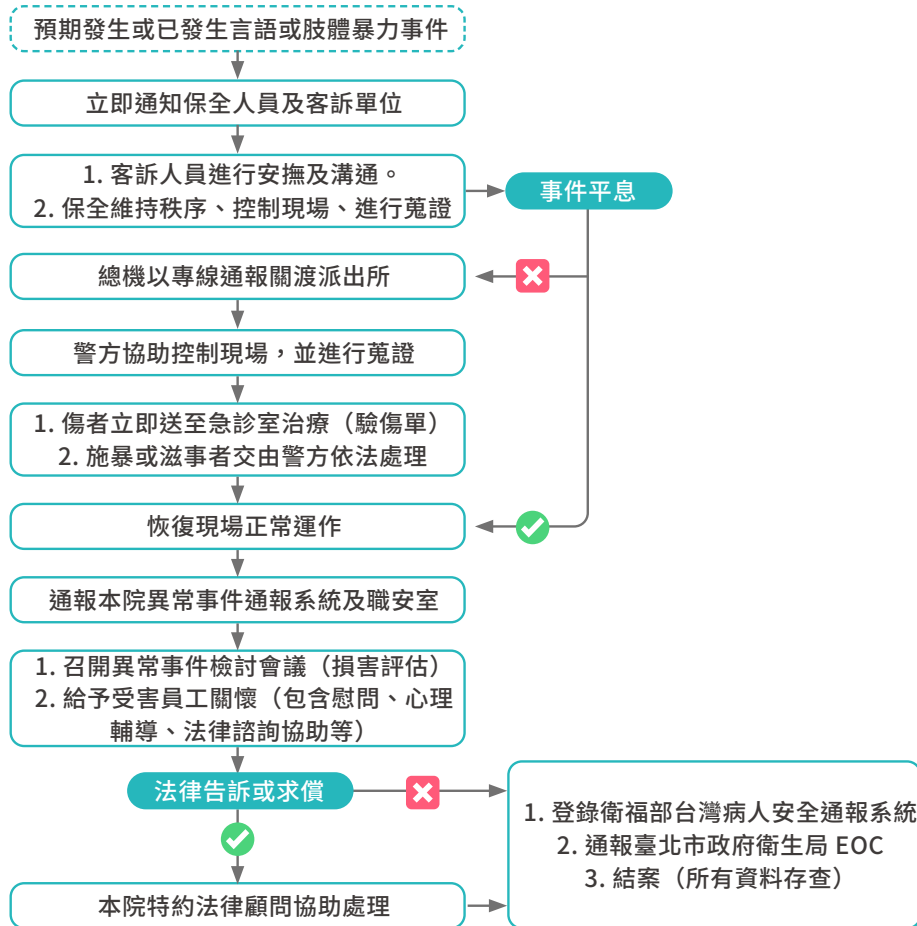 預期發生或已發生言語或肢體暴力事件
立即通知保全人員及客訴單位
1. 客訴人員進行安撫及溝通。
2. 保全維持秩序、控制現場、進行蒐證
事件平息
總機以專線通報關渡派出所
警方協助控制現場，並進行蒐證
1. 傷者立即送至急診室治療（驗傷單）
2. 施暴或滋事者交由警方依法處理
恢復現場正常運作
通報本院異常事件通報系統及職安室
1. 召開異常事件檢討會議（損害評估）
2. 給予受害員工關懷（包含慰問、心理
輔導、法律諮詢協助等）
法律告訴或求償
1. 登錄衛福部台灣病人安全通報系統
2. 通報臺北市政府衛生局 EOC
3. 結案（所有資料存查）
本院特約法律顧問協助處理